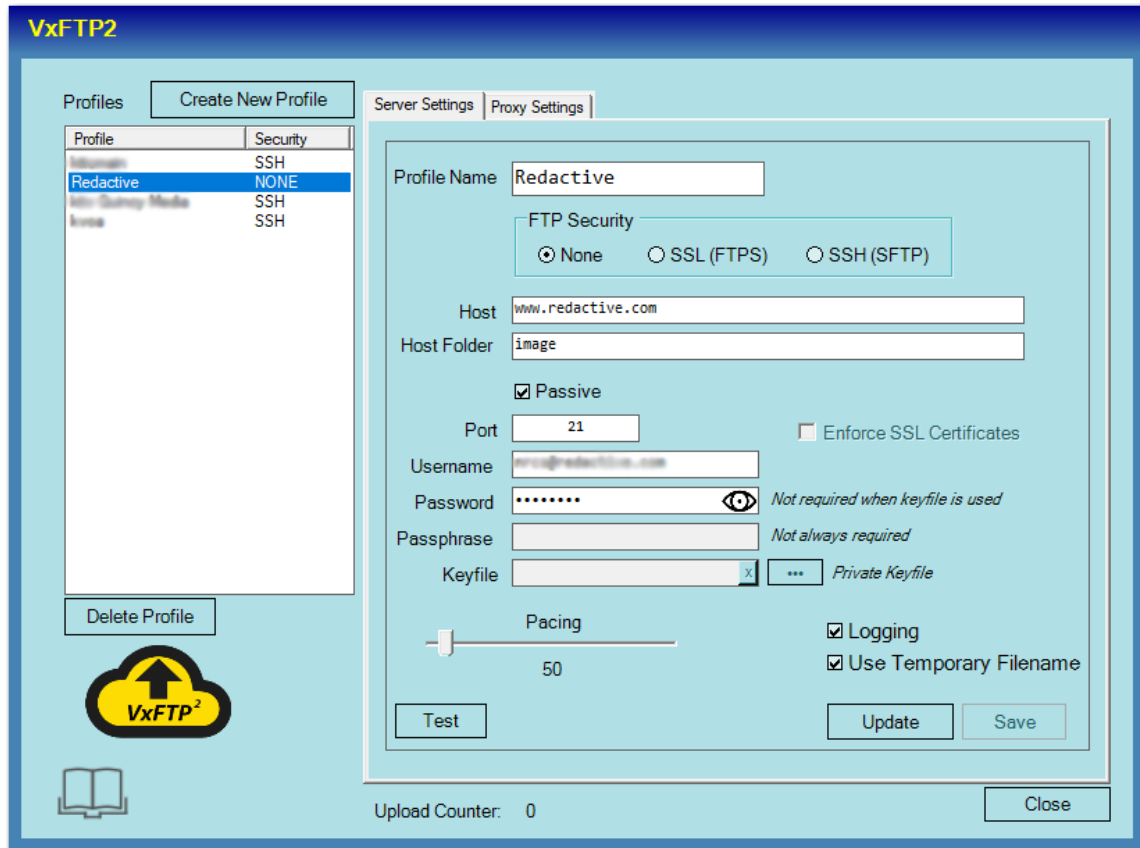 VxFTP2
Profiles
Create New Profile
Profile Security
SSH
Redactive NONE
SSH
SSH
Delete Profile
VxFTP²
Server Settings Proxy Settings
Profile Name Redactive
FTP Security
None SSL (FTPS) SSH (SFTP)
Host www.redactive.com
Host Folder image
Passive
Port 21
Enforce SSL Certificates
Username
Password •••••••• Not required when keyfile is used
Passphrase Not always required
Keyfile x ••• Private Keyfile
Pacing
50
Logging
Use Temporary Filename
Test Update Save
Upload Counter: 0
Close